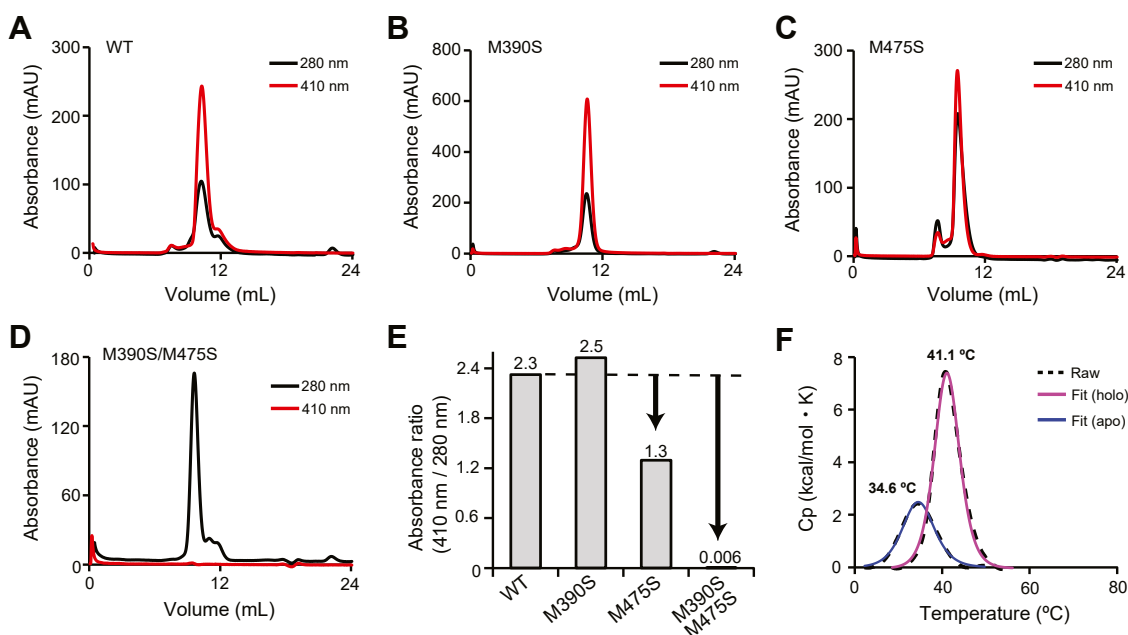 A
WT
300
200
100
0
0
12
24
Absorbance (mAU)
Volume (mL)
280 nm
410 nm
B
M390S
800
600
400
200
0
0
12
24
Absorbance (mAU)
Volume (mL)
280 nm
410 nm
C
M475S
300
200
100
0
0
12
24
Absorbance (mAU)
Volume (mL)
280 nm
410 nm
D
M390S/M475S
180
120
60
0
0
12
24
Absorbance (mAU)
Volume (mL)
280 nm
410 nm
E
Absorbance ratio
(410 nm / 280 nm)
2.4
1.8
1.2
0.6
0
2.3
2.5
1.3
0.006
WT
M390S
M475S
M390S
M475S
F
41.1 ºC
34.6 ºC
Raw
Fit (holo)
Fit (apo)
8
6
4
2
0
0
40
60
80
Cp (kcal/mol・K)
Temperature (ºC)